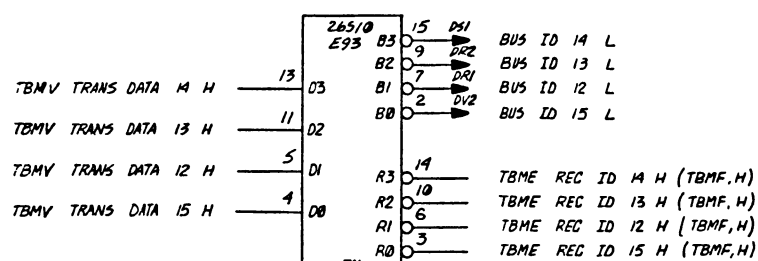 26S10
E93
15 DS1
B3 BUS ID 14 L
9 DR2
B2 BUS ID 13 L
7 DR1
TBMV TRANS DATA 14 H 13 D3 B1 BUS ID 12 L
2 DV2
B0 BUS ID 15 L
TBMV TRANS DATA 13 H 11 D2
TBMV TRANS DATA 12 H 5 D1
14
R3 TBME REC ID 14 H (TBMF,H)
10
R2 TBME REC ID 13 H (TBMF,H)
TBMV TRANS DATA 15 H 4 D0
6
R1 TBME REC ID 12 H (TBMF,H)
3
R0 TBME REC ID 15 H (TBMF,H)